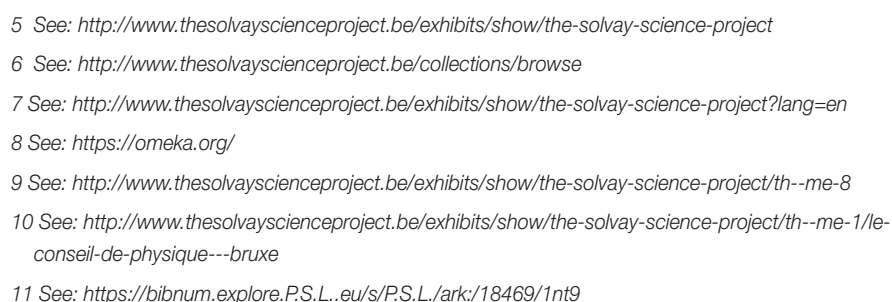 5 See: http://www.thesolvayscienceproject.be/exhibits/show/the-solvay-science-project
6 See: http://www.thesolvayscienceproject.be/collections/browse
7 See: http://www.thesolvayscienceproject.be/exhibits/show/the-solvay-science-project?lang=en
8 See: https://omeka.org/
9 See: http://www.thesolvayscienceproject.be/exhibits/show/the-solvay-science-project/th--me-8
10 See: http://www.thesolvayscienceproject.be/exhibits/show/the-solvay-science-project/th--me-1/le-
conseil-de-physique---bruxe
11 See: https://bibnum.explore.P.S.L..eu/s/P.S.L./ark:/18469/1nt9